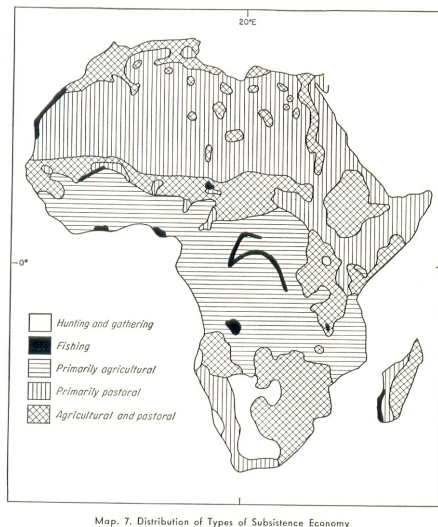 20°E
0°
Hunting and gathering
Fishing
Primarily agricultural
Primarily pastoral
Agricultural and pastoral
Map. 7. Distribution of Types of Subsistence Economy